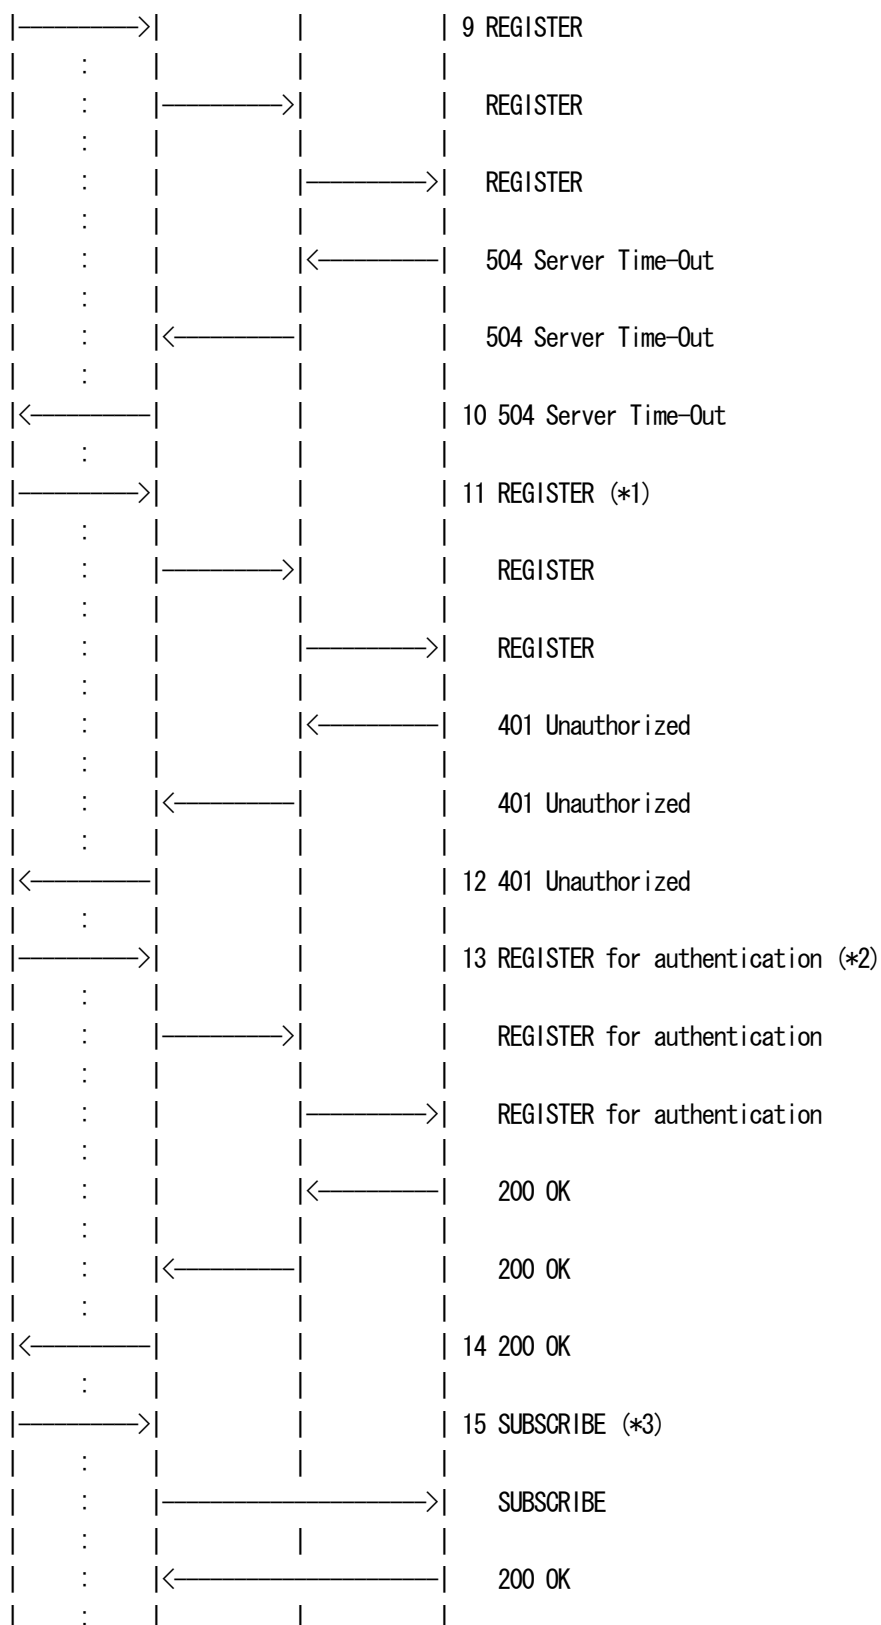 |----------->| | | 9 REGISTER
| : | | |
| : |----------->| | REGISTER
| : | | |
| : | |----------->| REGISTER
| : | | |
| : | |<-----------| 504 Server Time-Out
| : | | |
| : |<-----------| | 504 Server Time-Out
| : | | |
|<-----------| | | 10 504 Server Time-Out
| : | | |
|----------->| | | 11 REGISTER (*1)
| : | | |
| : |----------->| | REGISTER
| : | | |
| : | |----------->| REGISTER
| : | | |
| : | |<-----------| 401 Unauthorized
| : | | |
| : |<-----------| | 401 Unauthorized
| : | | |
|<-----------| | | 12 401 Unauthorized
| : | | |
|----------->| | | 13 REGISTER for authentication (*2)
| : | | |
| : |----------->| | REGISTER for authentication
| : | | |
| : | |----------->| REGISTER for authentication
| : | | |
| : | |<-----------| 200 OK
| : | | |
| : |<-----------| | 200 OK
| : | | |
|<-----------| | | 14 200 OK
| : | | |
|----------->| | | 15 SUBSCRIBE (*3)
| : | | |
| : |----------------------->| SUBSCRIBE
| : | | |
| : |<-----------------------| 200 OK
| : | | |